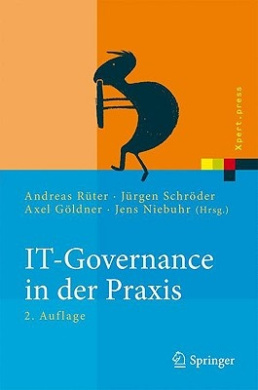 Xpert.press
Andreas Rüter · Jürgen Schröder
Axel Göldner · Jens Niebuhr (Hrsg.)
IT-Governance
in der Praxis
2. Auflage
Springer